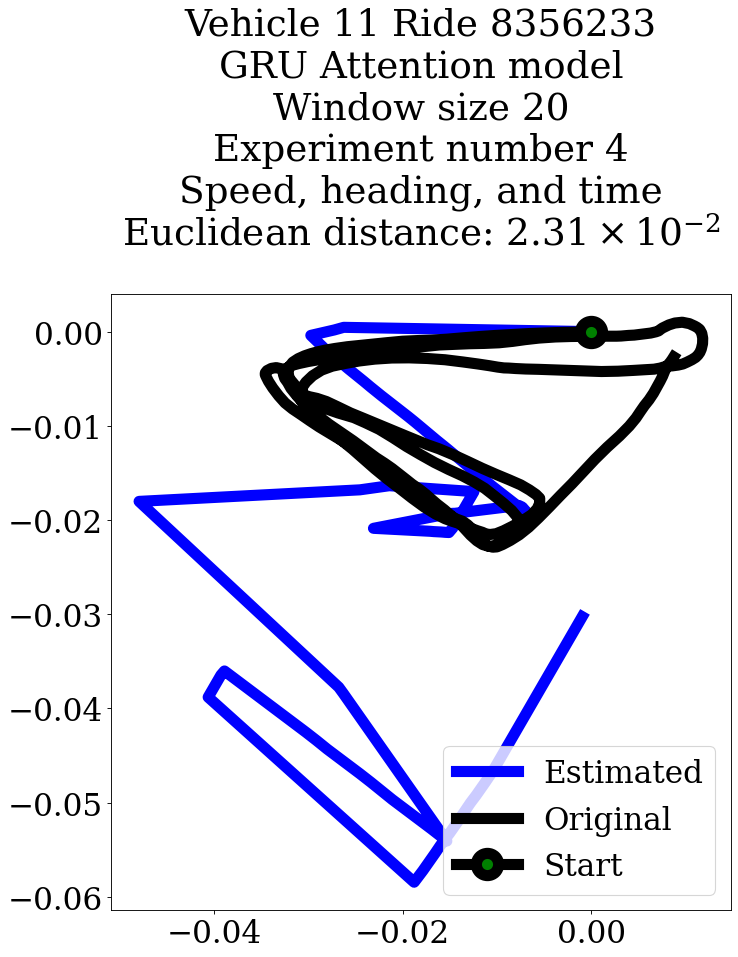 Vehicle 11 Ride 8356233
GRU Attention model
Window size 20
Experiment number 4
Speed, heading, and time
Euclidean distance: 2.31 × 10⁻²
0.00
−0.01
−0.02
−0.03
−0.04
−0.05
−0.06
−0.04 −0.02 0.00
Estimated
Original
Start